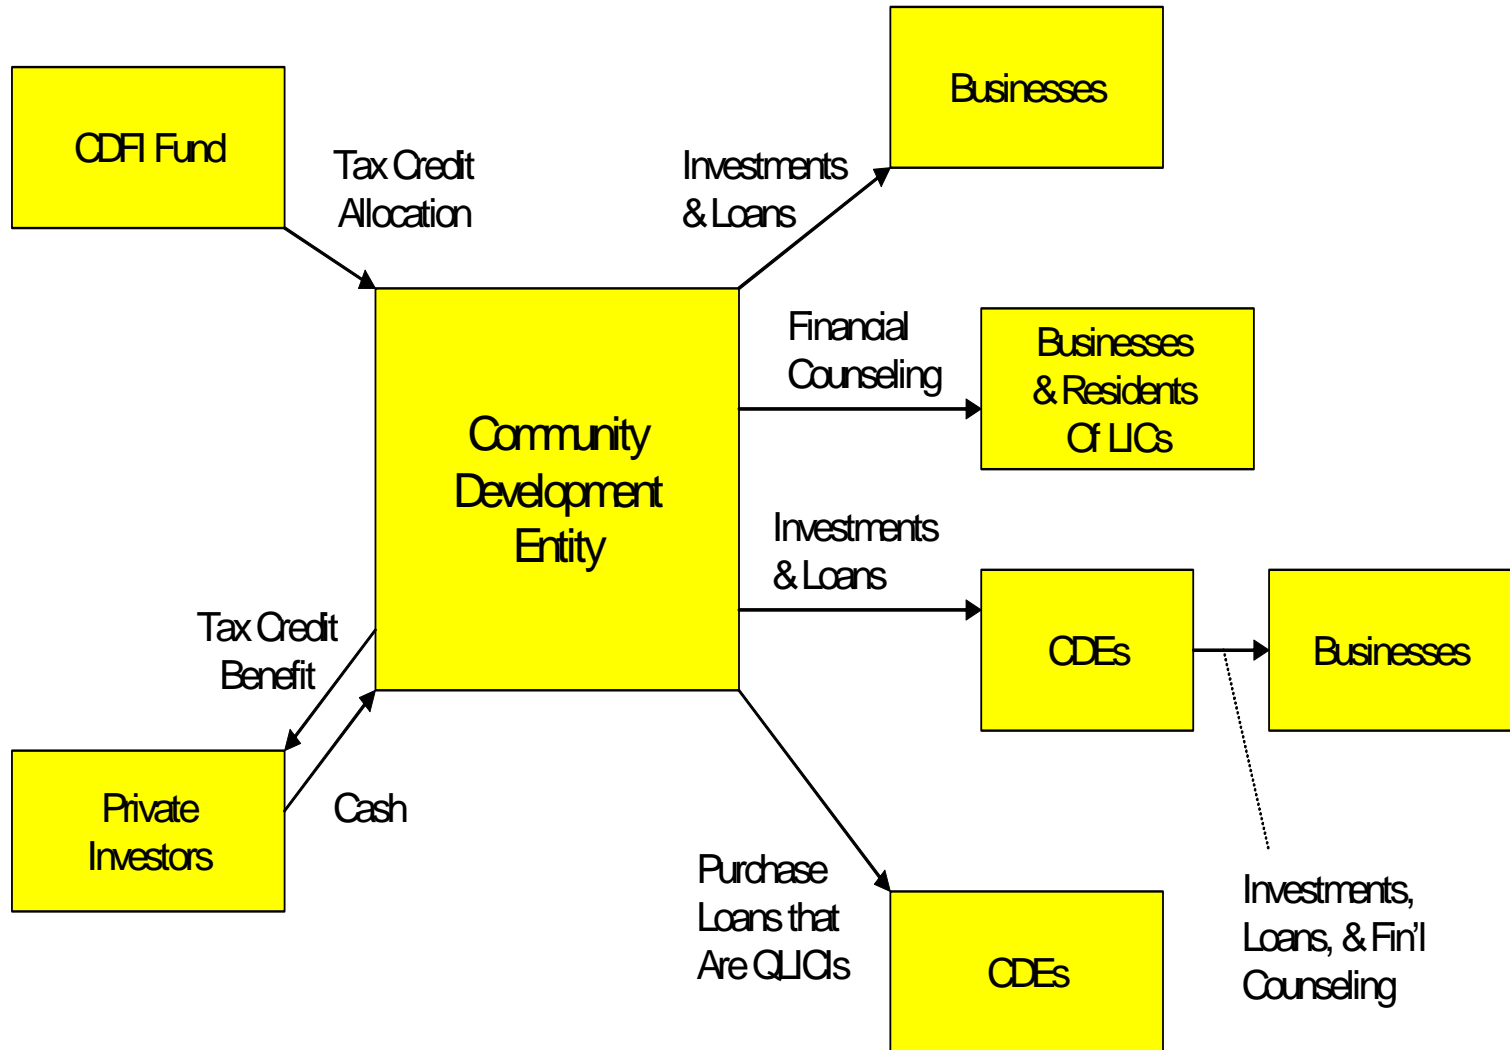 Businesses
CDFI Fund
Tax Credit
Allocation
Investments
& Loans
Financial
Counseling
Businesses
& Residents
Of LICs
Community
Development
Entity
Investments
& Loans
Tax Credit
Benefit
CDEs
Businesses
Private
Investors
Cash
Purchase
Loans that
Are QLICIs
CDEs
Investments,
Loans, & Fin'l
Counseling